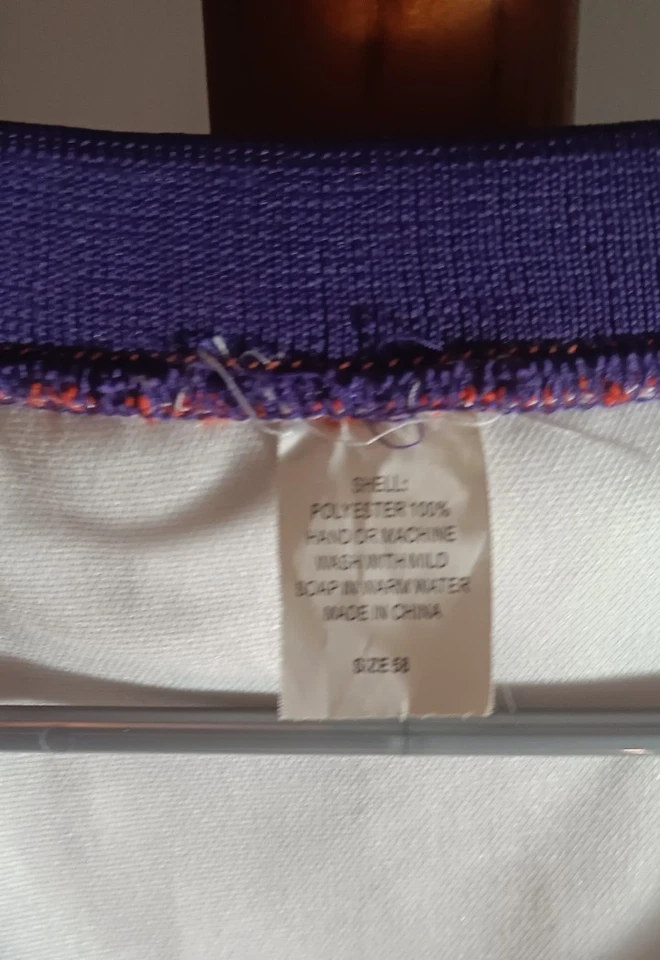 SHELL:
POLYESTER 100%
HAND OR MACHINE
WASH WITH MILD
SOAP IN WARM WATER
MADE IN CHINA
SIZE 58